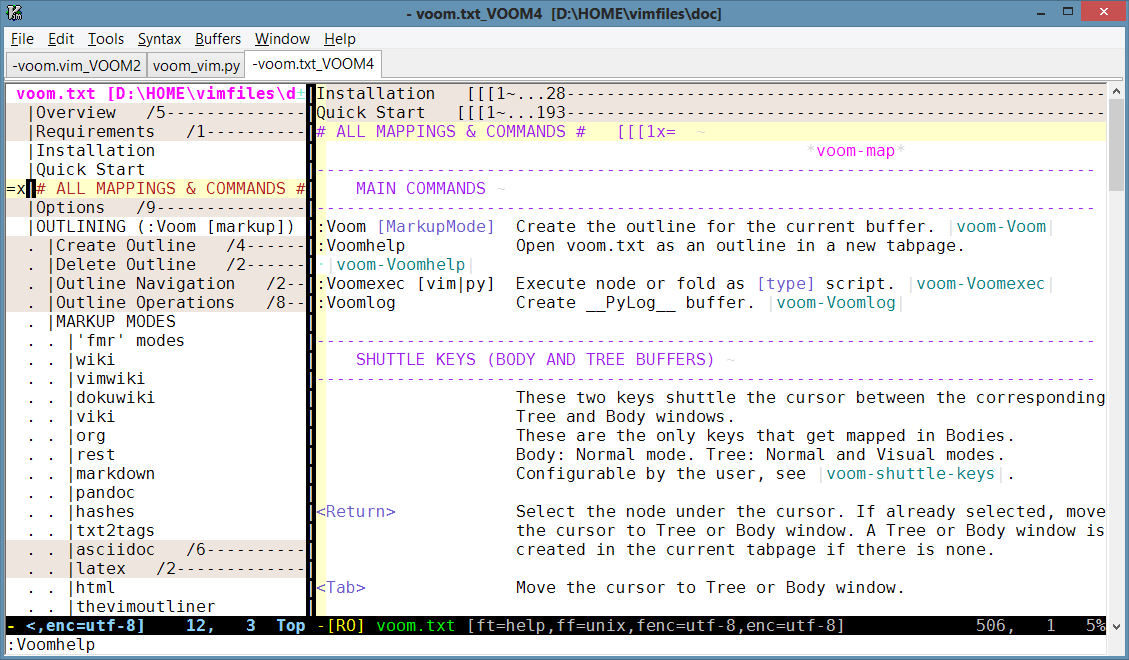 - voom.txt_VOOM4 [D:\HOME\vimfiles\doc]
File Edit Tools Syntax Buffers Window Help
-voom.vim_VOOM2 voom_vim.py -voom.txt_VOOM4
voom.txt [D:\HOME\vimfiles\d±
|Overview /5--------------
|Requirements /1----------
|Installation
|Quick Start
=x|# ALL MAPPINGS & COMMANDS #
|Options /9---------------
|OUTLINING (:Voom [markup])
. |Create Outline /4------
. |Delete Outline /2------
. |Outline Navigation /2--
. |Outline Operations /8--
. |MARKUP MODES
. . |'fmr' modes
. . |wiki
. . |vimwiki
. . |dokuwiki
. . |viki
. . |org
. . |rest
. . |markdown
. . |pandoc
. . |hashes
. . |txt2tags
. . |asciidoc /6----------
. . |latex /2-------------
. . |html
. . |thevimoutliner
- <,enc=utf-8] 12, 3 Top
Installation [[[1~...28------------------------------------------------------
Quick Start [[[1~...193------------------------------------------------------
# ALL MAPPINGS & COMMANDS # [[[1x= ~
*voom-map*
------------------------------------------------------------------------------
MAIN COMMANDS ~
------------------------------------------------------------------------------
:Voom [MarkupMode] Create the outline for the current buffer. |voom-Voom|
:Voomhelp Open voom.txt as an outline in a new tabpage.
|voom-Voomhelp|
:Voomexec [vim|py] Execute node or fold as [type] script. |voom-Voomexec|
:Voomlog Create __PyLog__ buffer. |voom-Voomlog|
------------------------------------------------------------------------------
SHUTTLE KEYS (BODY AND TREE BUFFERS) ~
------------------------------------------------------------------------------
These two keys shuttle the cursor between the corresponding
Tree and Body windows.
These are the only keys that get mapped in Bodies.
Body: Normal mode. Tree: Normal and Visual modes.
Configurable by the user, see |voom-shuttle-keys|.
<Return> Select the node under the cursor. If already selected, move
the cursor to Tree or Body window. A Tree or Body window is
created in the current tabpage if there is none.
<Tab> Move the cursor to Tree or Body window.
-[RO] voom.txt [ft=help,ff=unix,fenc=utf-8,enc=utf-8] 506, 1 5%
:Voomhelp